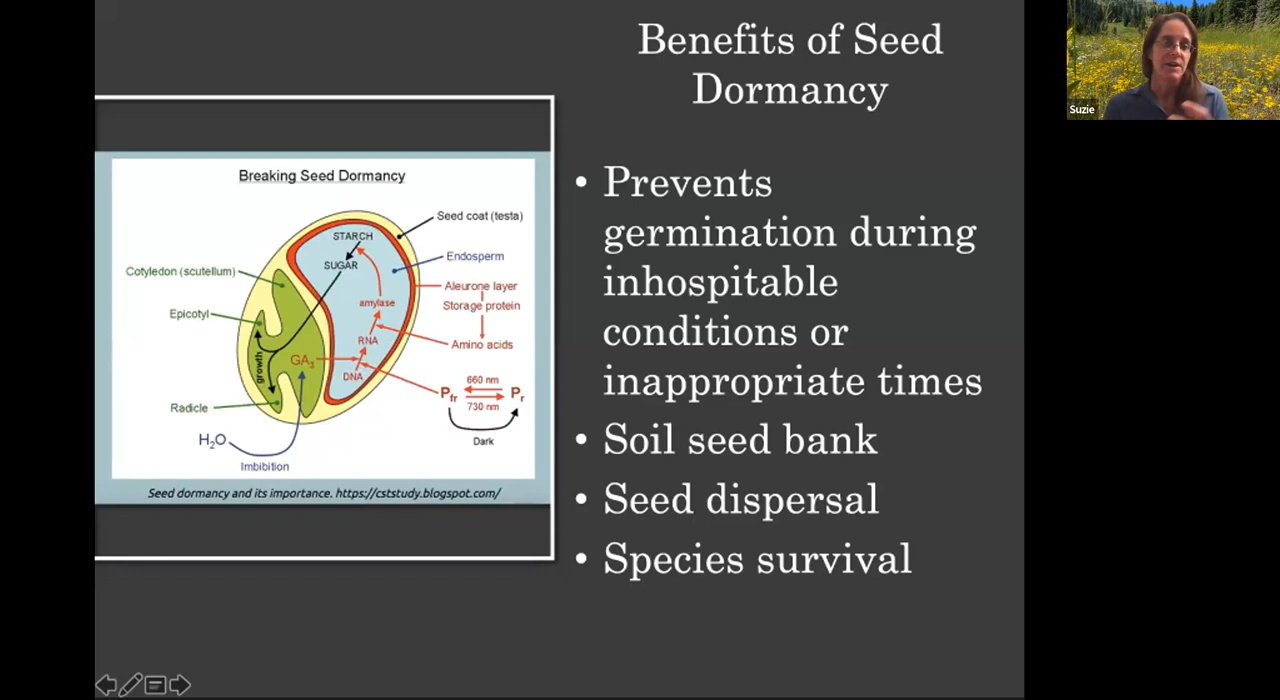 Benefits of Seed
Dormancy
Suzie
Breaking Seed Dormancy
Seed coat (testa)
STARCH
SUGAR
Endosperm
Cotyledon (scutellum)
Aleurone layer
Storage protein
amylase
Epicotyl
RNA
Amino acids
growth
GA3
DNA
660 nm
Pfr
Pr
730 nm
Radicle
Dark
H2O
Imbibition
Seed dormancy and its importance. https://cststudy.blogspot.com/
• Prevents
germination during
inhospitable
conditions or
inappropriate times
• Soil seed bank
• Seed dispersal
• Species survival